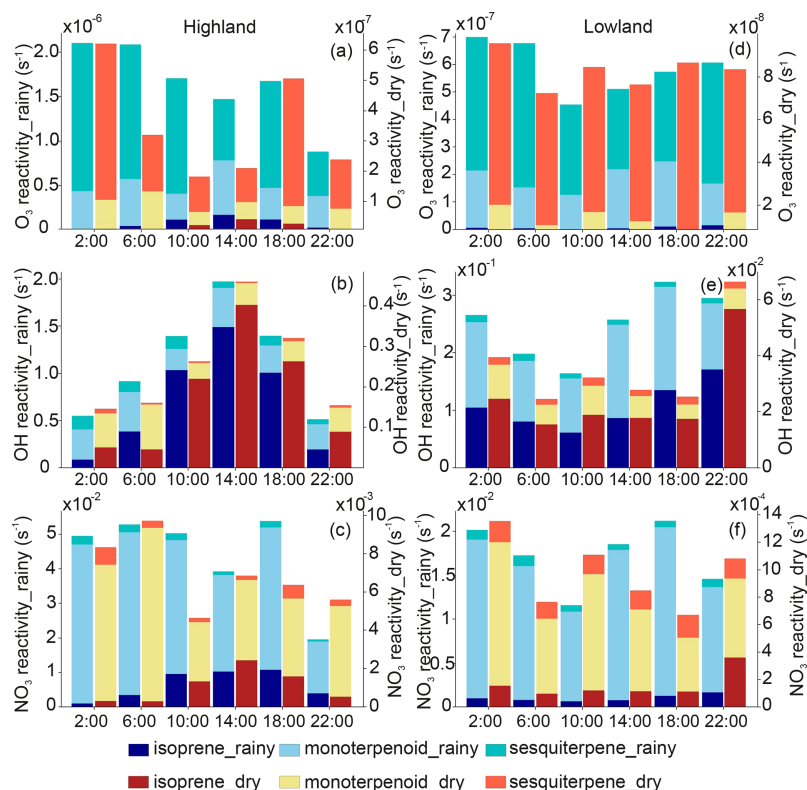 x10-6 Highland x10-7
(a)
O3 reactivity_rainy (s-1)
2.0
1.5
1.0
0.5
0
O3 reactivity_dry (s-1)
6
5
4
3
2
1
2:00 6:00 10:00 14:00 18:00 22:00
x10-7 Lowland x10-8
(d)
O3 reactivity_rainy (s-1)
7
6
5
4
3
2
1
0
O3 reactivity_dry (s-1)
8
6
4
2
2:00 6:00 10:00 14:00 18:00 22:00
(b)
OH reactivity_rainy (s-1)
2.0
1.5
1.0
0.5
0
OH reactivity_dry (s-1)
0.4
0.3
0.2
0.1
2:00 6:00 10:00 14:00 18:00 22:00
x10-1 x10-2
(e)
OH reactivity_rainy (s-1)
3
2
1
0
OH reactivity_dry (s-1)
6
4
2
0
2:00 6:00 10:00 14:00 18:00 22:00
x10-2 x10-3
(c)
NO3 reactivity_rainy (s-1)
5
4
3
2
1
0
NO3 reactivity_dry (s-1)
10
8
6
4
2
0
2:00 6:00 10:00 14:00 18:00 22:00
x10-2 x10-4
(f)
NO3 reactivity_rainy (s-1)
2
1.5
1
0.5
0
NO3 reactivity_dry (s-1)
14
12
10
8
6
4
2
0
2:00 6:00 10:00 14:00 18:00 22:00
isoprene_rainy monoterpenoid_rainy sesquiterpene_rainy
isoprene_dry monoterpenoid dry sesquiterpene_dry